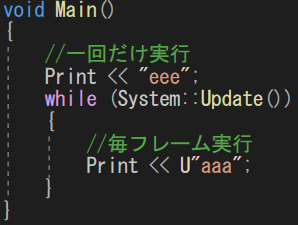 void Main()
{
//一回だけ実行
Print << "eee";
while (System::Update())
{
//毎フレーム実行
Print << U"aaa";
}
}